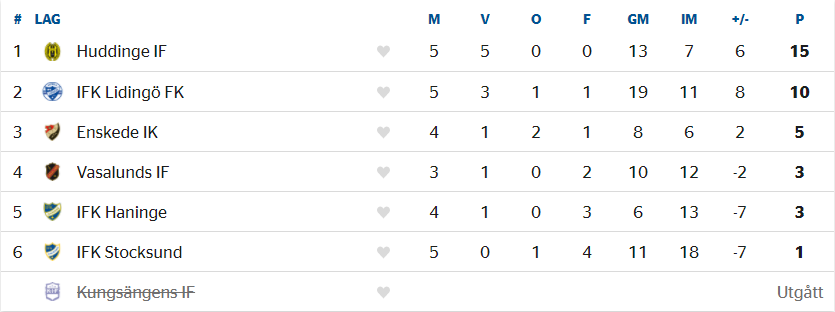 # LAG M V O F GM IM +/- P
1 Huddinge IF 5 5 0 0 13 7 6 15
2 IFK Lidingö FK 5 3 1 1 19 11 8 10
3 Enskede IK 4 1 2 1 8 6 2 5
4 Vasalunds IF 3 1 0 2 10 12 -2 3
5 IFK Haninge 4 1 0 3 6 13 -7 3
6 IFK Stocksund 5 0 1 4 11 18 -7 1
Kungsängens IF Utgått